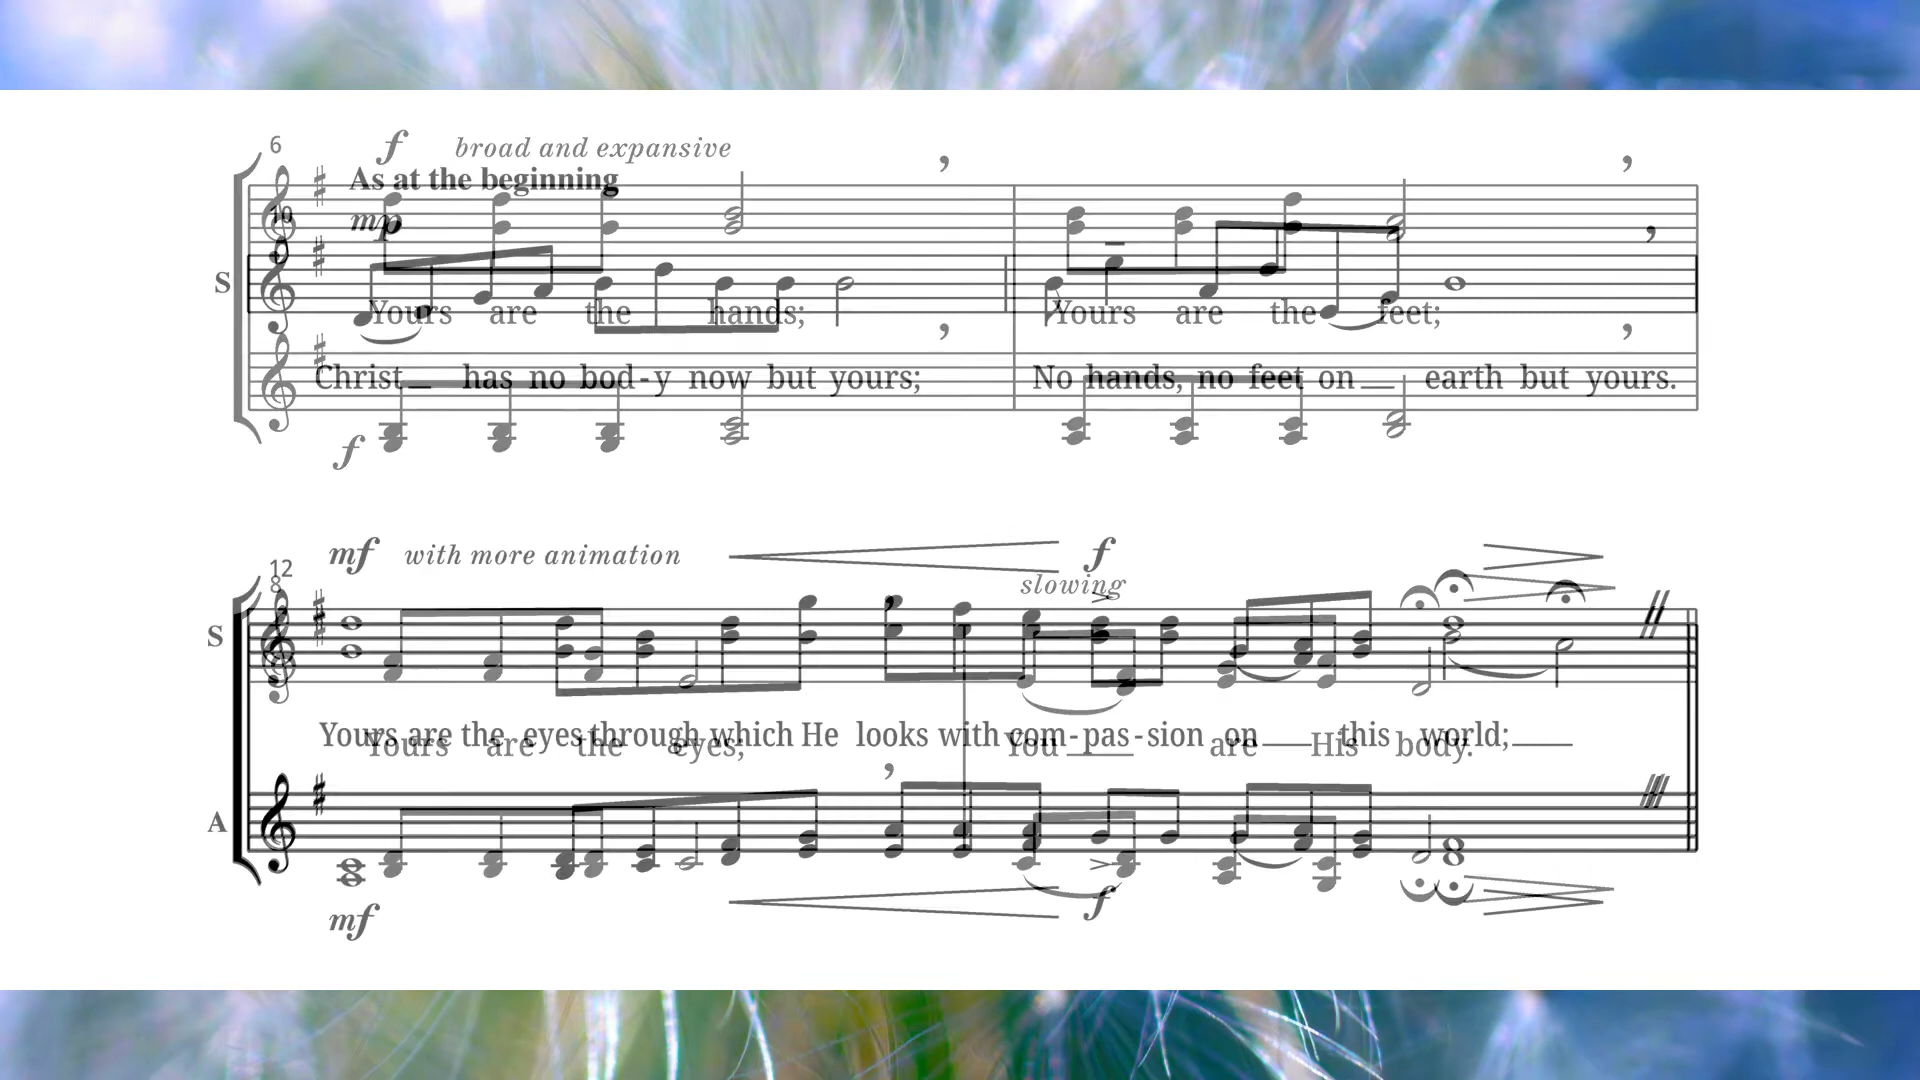 6
f broad and expansive
As at the beginning
10
mp
S
Yours are the hands; Yours are the feet;
Christ has no bod-y now but yours; No hands, no feet on earth but yours.
f
mf with more animation f
12
8
slowing
S
Yours are the eyes through which He looks with com-pas-sion on this world;
Yours are the eyes; You are His body.
A
f
mf